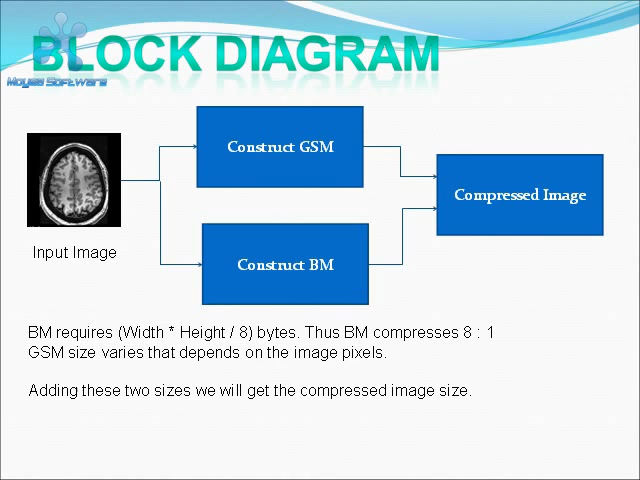 BLOCK DIAGRAM
Moyea Software
Construct GSM
Compressed Image
Input Image
Construct BM
BM requires (Width * Height / 8) bytes. Thus BM compresses 8 : 1
GSM size varies that depends on the image pixels.
Adding these two sizes we will get the compressed image size.